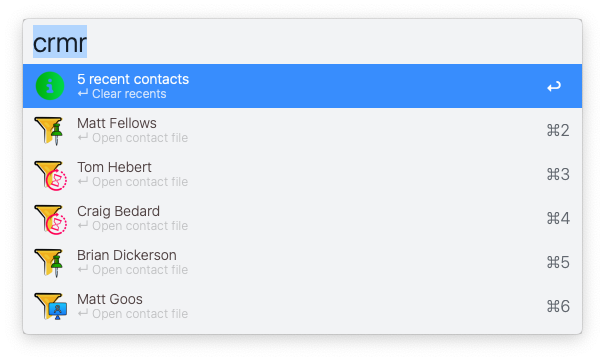 crmr
5 recent contacts
↩ Clear recents
Matt Fellows
↩ Open contact file
⌘2
Tom Hebert
↩ Open contact file
⌘3
Craig Bedard
↩ Open contact file
⌘4
Brian Dickerson
↩ Open contact file
⌘5
Matt Goos
↩ Open contact file
⌘6